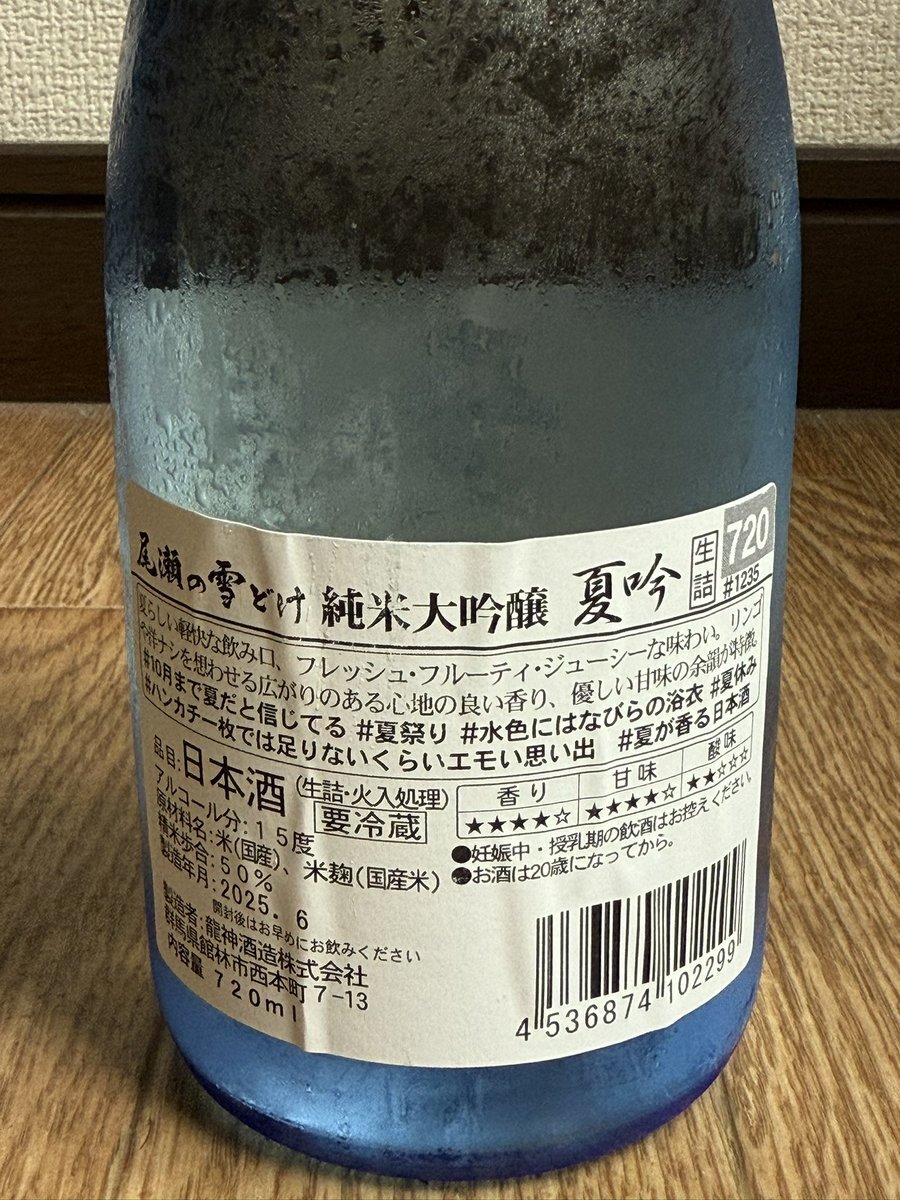 尾瀬の雪どけ 純米大吟醸 夏吟 生詰 720 #1235
夏らしい軽快な飲み口、フレッシュ・フルーティ・ジューシーな味わい。リンゴ
や洋ナシを思わせる広がりのある心地の良い香り、優しい甘味の余韻が特徴。
#10月まで夏だと信じてる #夏祭り #水色にはなびらの浴衣 #夏休み
#ハンカチ一枚では足りないくらいエモい思い出 #夏が香る日本酒
品目:日本酒(生詰・火入処理)
アルコール分:15度 要冷蔵
原材料名:米(国産)、米麹(国産米)
精米歩合:50%
製造年月:2025.6
開封後はお早めにお飲みください
製造者:龍神酒造株式会社
群馬県館林市西本町7-13
内容量 720ml
香り 甘味 酸味
★★★★☆ ★★★★☆ ★★☆☆☆
●妊娠中・授乳期の飲酒はお控えください。
●お酒は20歳になってから。
4 536874 102299